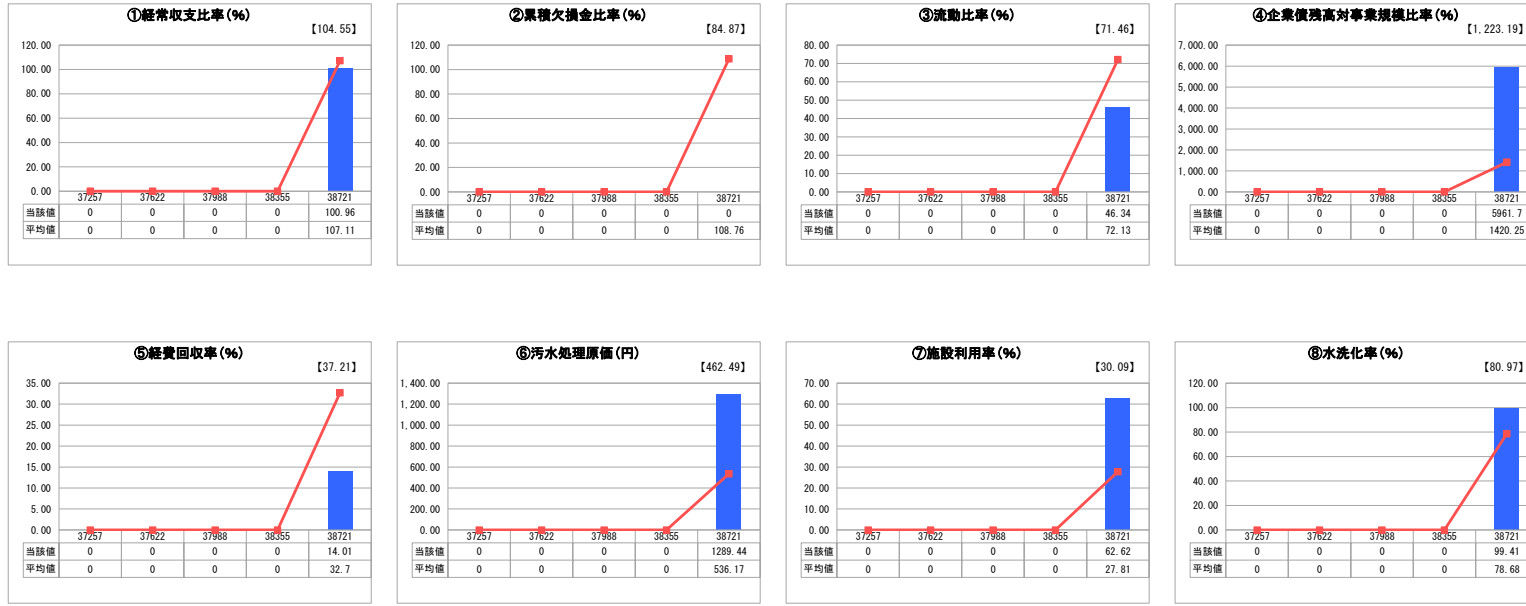 ①経常収支比率(%)
【104.55】
120.00
100.00
80.00
60.00
40.00
20.00
0.00
37257 37622 37988 38355 38721
当該値 0 0 0 0 100.96
平均値 0 0 0 0 107.11
②累積欠損金比率(%)
【84.87】
120.00
100.00
80.00
60.00
40.00
20.00
0.00
37257 37622 37988 38355 38721
当該値 0 0 0 0 0
平均値 0 0 0 0 108.76
③流動比率(%)
【71.46】
80.00
70.00
60.00
50.00
40.00
30.00
20.00
10.00
0.00
37257 37622 37988 38355 38721
当該値 0 0 0 0 46.34
平均値 0 0 0 0 72.13
④企業債残高対事業規模比率(%)
【1,223.19】
7,000.00
6,000.00
5,000.00
4,000.00
3,000.00
2,000.00
1,000.00
0.00
37257 37622 37988 38355 38721
当該値 0 0 0 0 5961.7
平均値 0 0 0 0 1420.25
⑤経費回収率(%)
【37.21】
35.00
30.00
25.00
20.00
15.00
10.00
5.00
0.00
37257 37622 37988 38355 38721
当該値 0 0 0 0 14.01
平均値 0 0 0 0 32.7
⑥汚水処理原価(円)
【462.49】
1,400.00
1,200.00
1,000.00
800.00
600.00
400.00
200.00
0.00
37257 37622 37988 38355 38721
当該値 0 0 0 0 1289.44
平均値 0 0 0 0 536.17
⑦施設利用率(%)
【30.09】
70.00
60.00
50.00
40.00
30.00
20.00
10.00
0.00
37257 37622 37988 38355 38721
当該値 0 0 0 0 62.62
平均値 0 0 0 0 27.81
⑧水洗化率(%)
【80.97】
120.00
100.00
80.00
60.00
40.00
20.00
0.00
37257 37622 37988 38355 38721
当該値 0 0 0 0 99.41
平均値 0 0 0 0 78.68